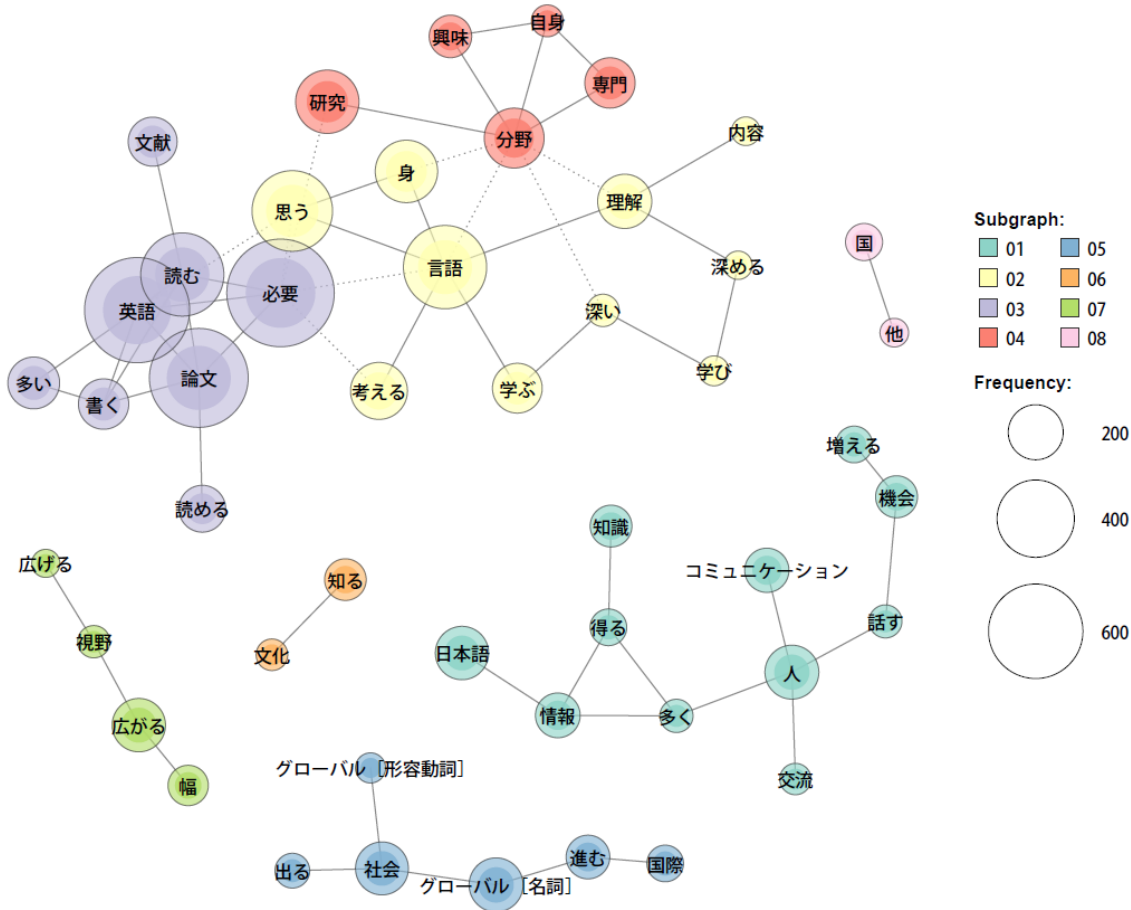 自身
興味
専門
研究
分野
文献
内容
身
理解
思う
国
言語
深める
読む
必要
英語
深い
他
学び
論文
多い
考える
学ぶ
書く
増える
機会
読める
知識
広げる
知る
コミュニケーション
得る
話す
視野
文化
日本語
人
広がる
情報
多く
グローバル［形容動詞］
幅
交流
出る
社会
進む
国際
グローバル［名詞］
Subgraph:
01 05
02 06
03 07
04 08
Frequency:
200
400
600